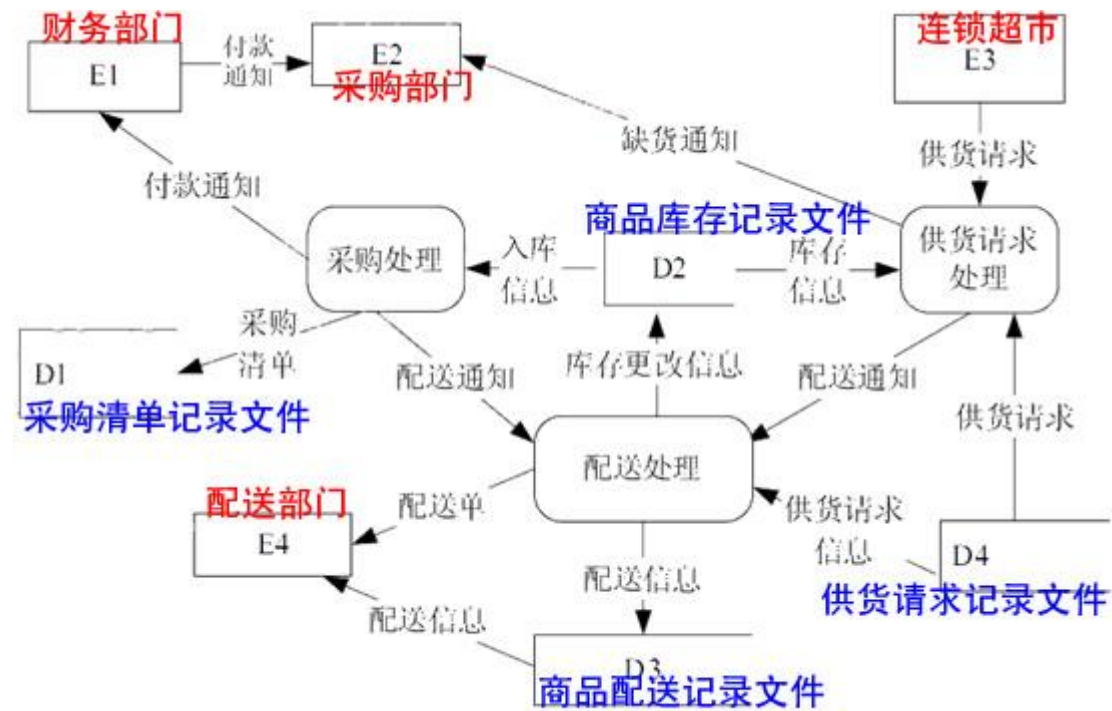 财务部门
E1
付款
通知
E2
采购部门
连锁超市
E3
缺货通知
供货请求
付款通知
商品库存记录文件
采购处理
入库
信息
D2
库存
信息
供货请求
处理
采购
清单
D1
采购清单记录文件
配送通知
库存更改信息
配送通知
供货请求
配送处理
配送部门
E4
配送单
供货请求
信息
D4
供货请求记录文件
配送信息
配送信息
D3
商品配送记录文件